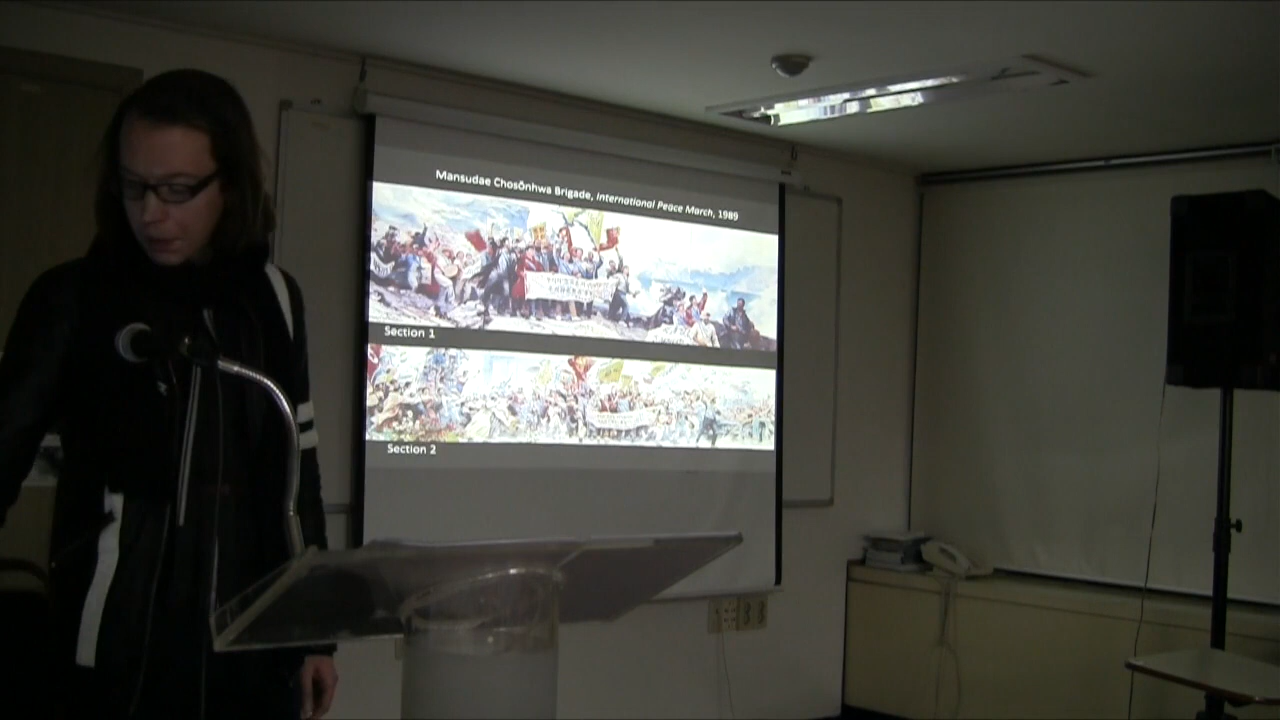 Mansudae Chosŏnhwa Brigade, International Peace March, 1989
Section 1
Section 2